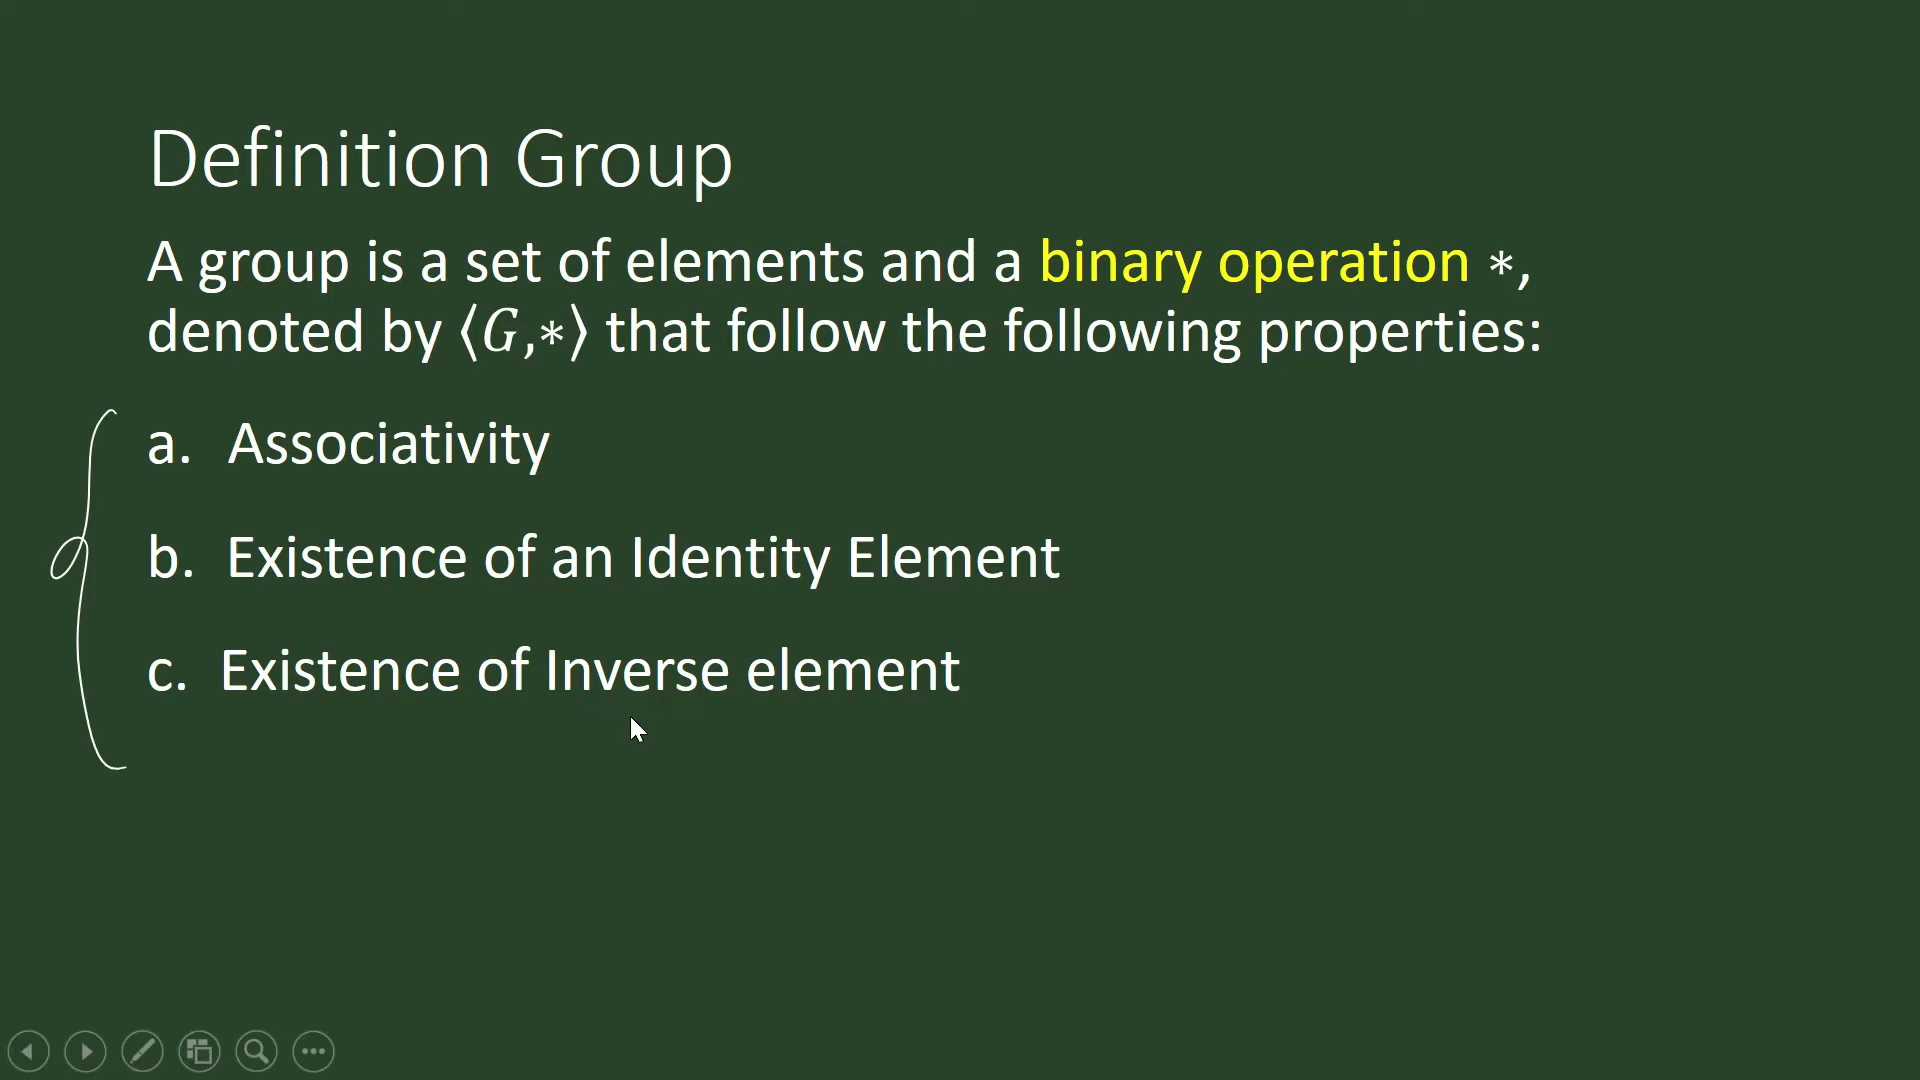 Definition Group
A group is a set of elements and a binary operation ∗,
denoted by ⟨G,∗⟩ that follow the following properties:
a. Associativity
b. Existence of an Identity Element
c. Existence of Inverse element